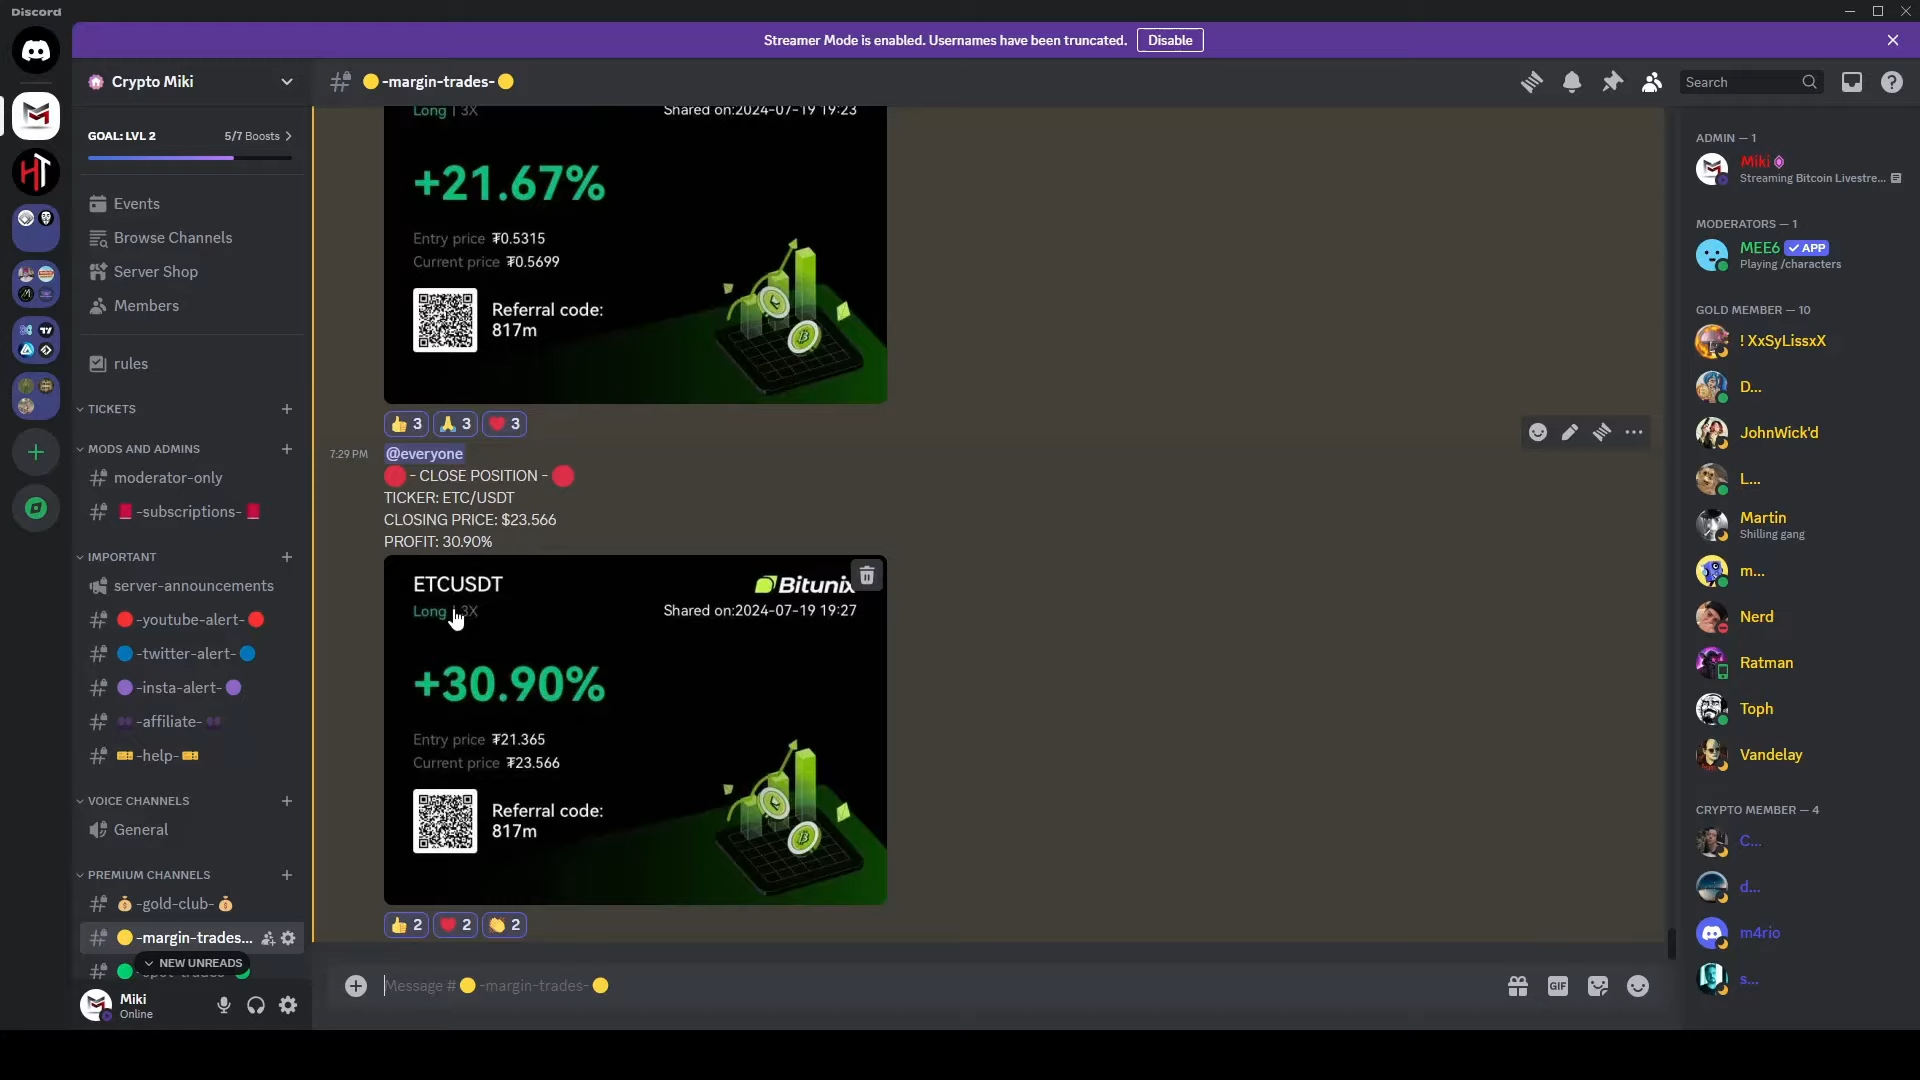 Discord
Streamer Mode is enabled. Usernames have been truncated. Disable
Crypto Miki
-margin-trades-
Search
GOAL: LVL 2
5/7 Boosts
Events
Browse Channels
Server Shop
Members
rules
TICKETS
MODS AND ADMINS
moderator-only
-subscriptions-
IMPORTANT
server-announcements
-youtube-alert-
-twitter-alert-
-insta-alert-
-affiliate-
-help-
VOICE CHANNELS
General
PREMIUM CHANNELS
-gold-club-
-margin-trades...
NEW UNREADS
-spot-trades-
Miki
Online
Long | 3X
Shared on:2024-07-19 19:23
+21.67%
Entry price ₮0.5315
Current price ₮0.5699
Referral code:
817m
👍 3 🙏 3 ❤️ 3
7:29 PM @everyone
🔴 - CLOSE POSITION - 🔴
TICKER: ETC/USDT
CLOSING PRICE: $23.566
PROFIT: 30.90%
ETCUSDT
Bitunix
Long | 3X
Shared on:2024-07-19 19:27
+30.90%
Entry price ₮21.365
Current price ₮23.566
Referral code:
817m
👍 2 ❤️ 2 👏 2
Message # -margin-trades-
GIF
ADMIN — 1
Miki
Streaming Bitcoin Livestre...
MODERATORS — 1
MEE6 ✓ APP
Playing /characters
GOLD MEMBER — 10
! XxSyLissxX
D...
JohnWick'd
L...
Martin
Shilling gang
m...
Nerd
Ratman
Toph
Vandelay
CRYPTO MEMBER — 4
C...
d...
m4rio
s...